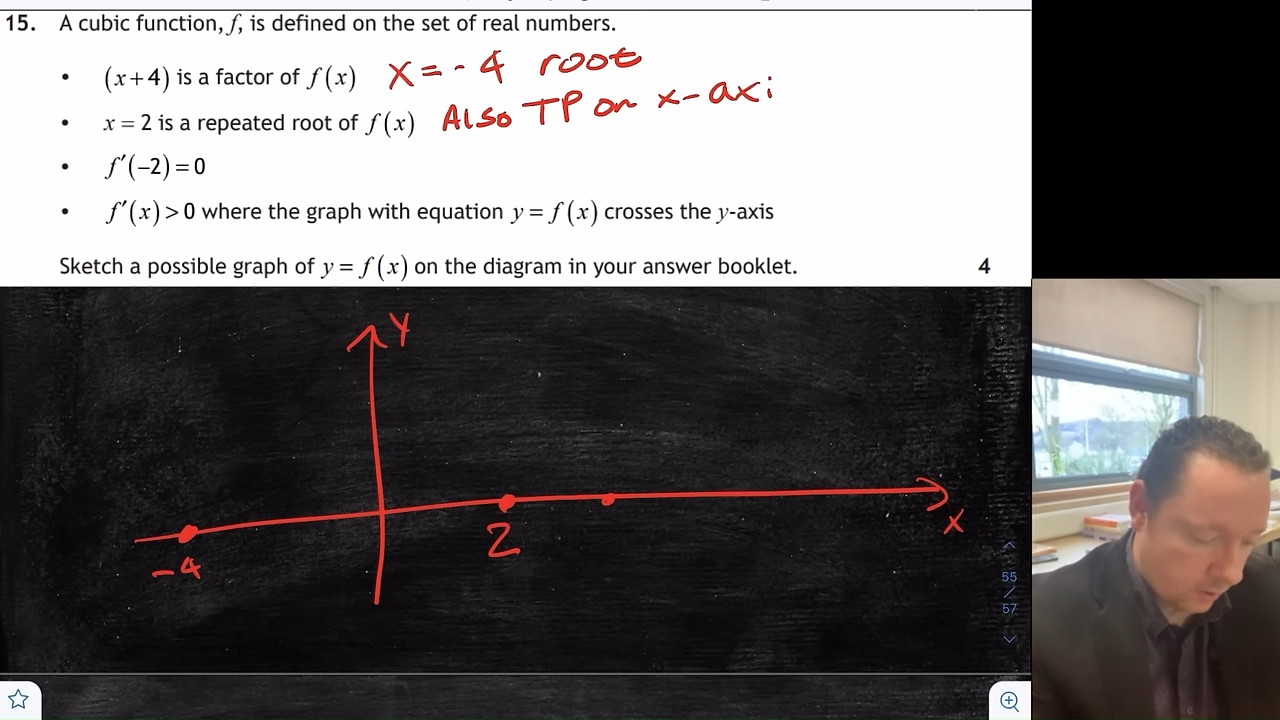 15. A cubic function, f, is defined on the set of real numbers.
• (x+4) is a factor of f(x) x=-4 root
• x = 2 is a repeated root of f(x) Also TP on x-axi
• f′(−2) = 0
• f′(x) > 0 where the graph with equation y = f(x) crosses the y-axis
Sketch a possible graph of y = f(x) on the diagram in your answer booklet. 4
Y
-4
2
x
55
/
57